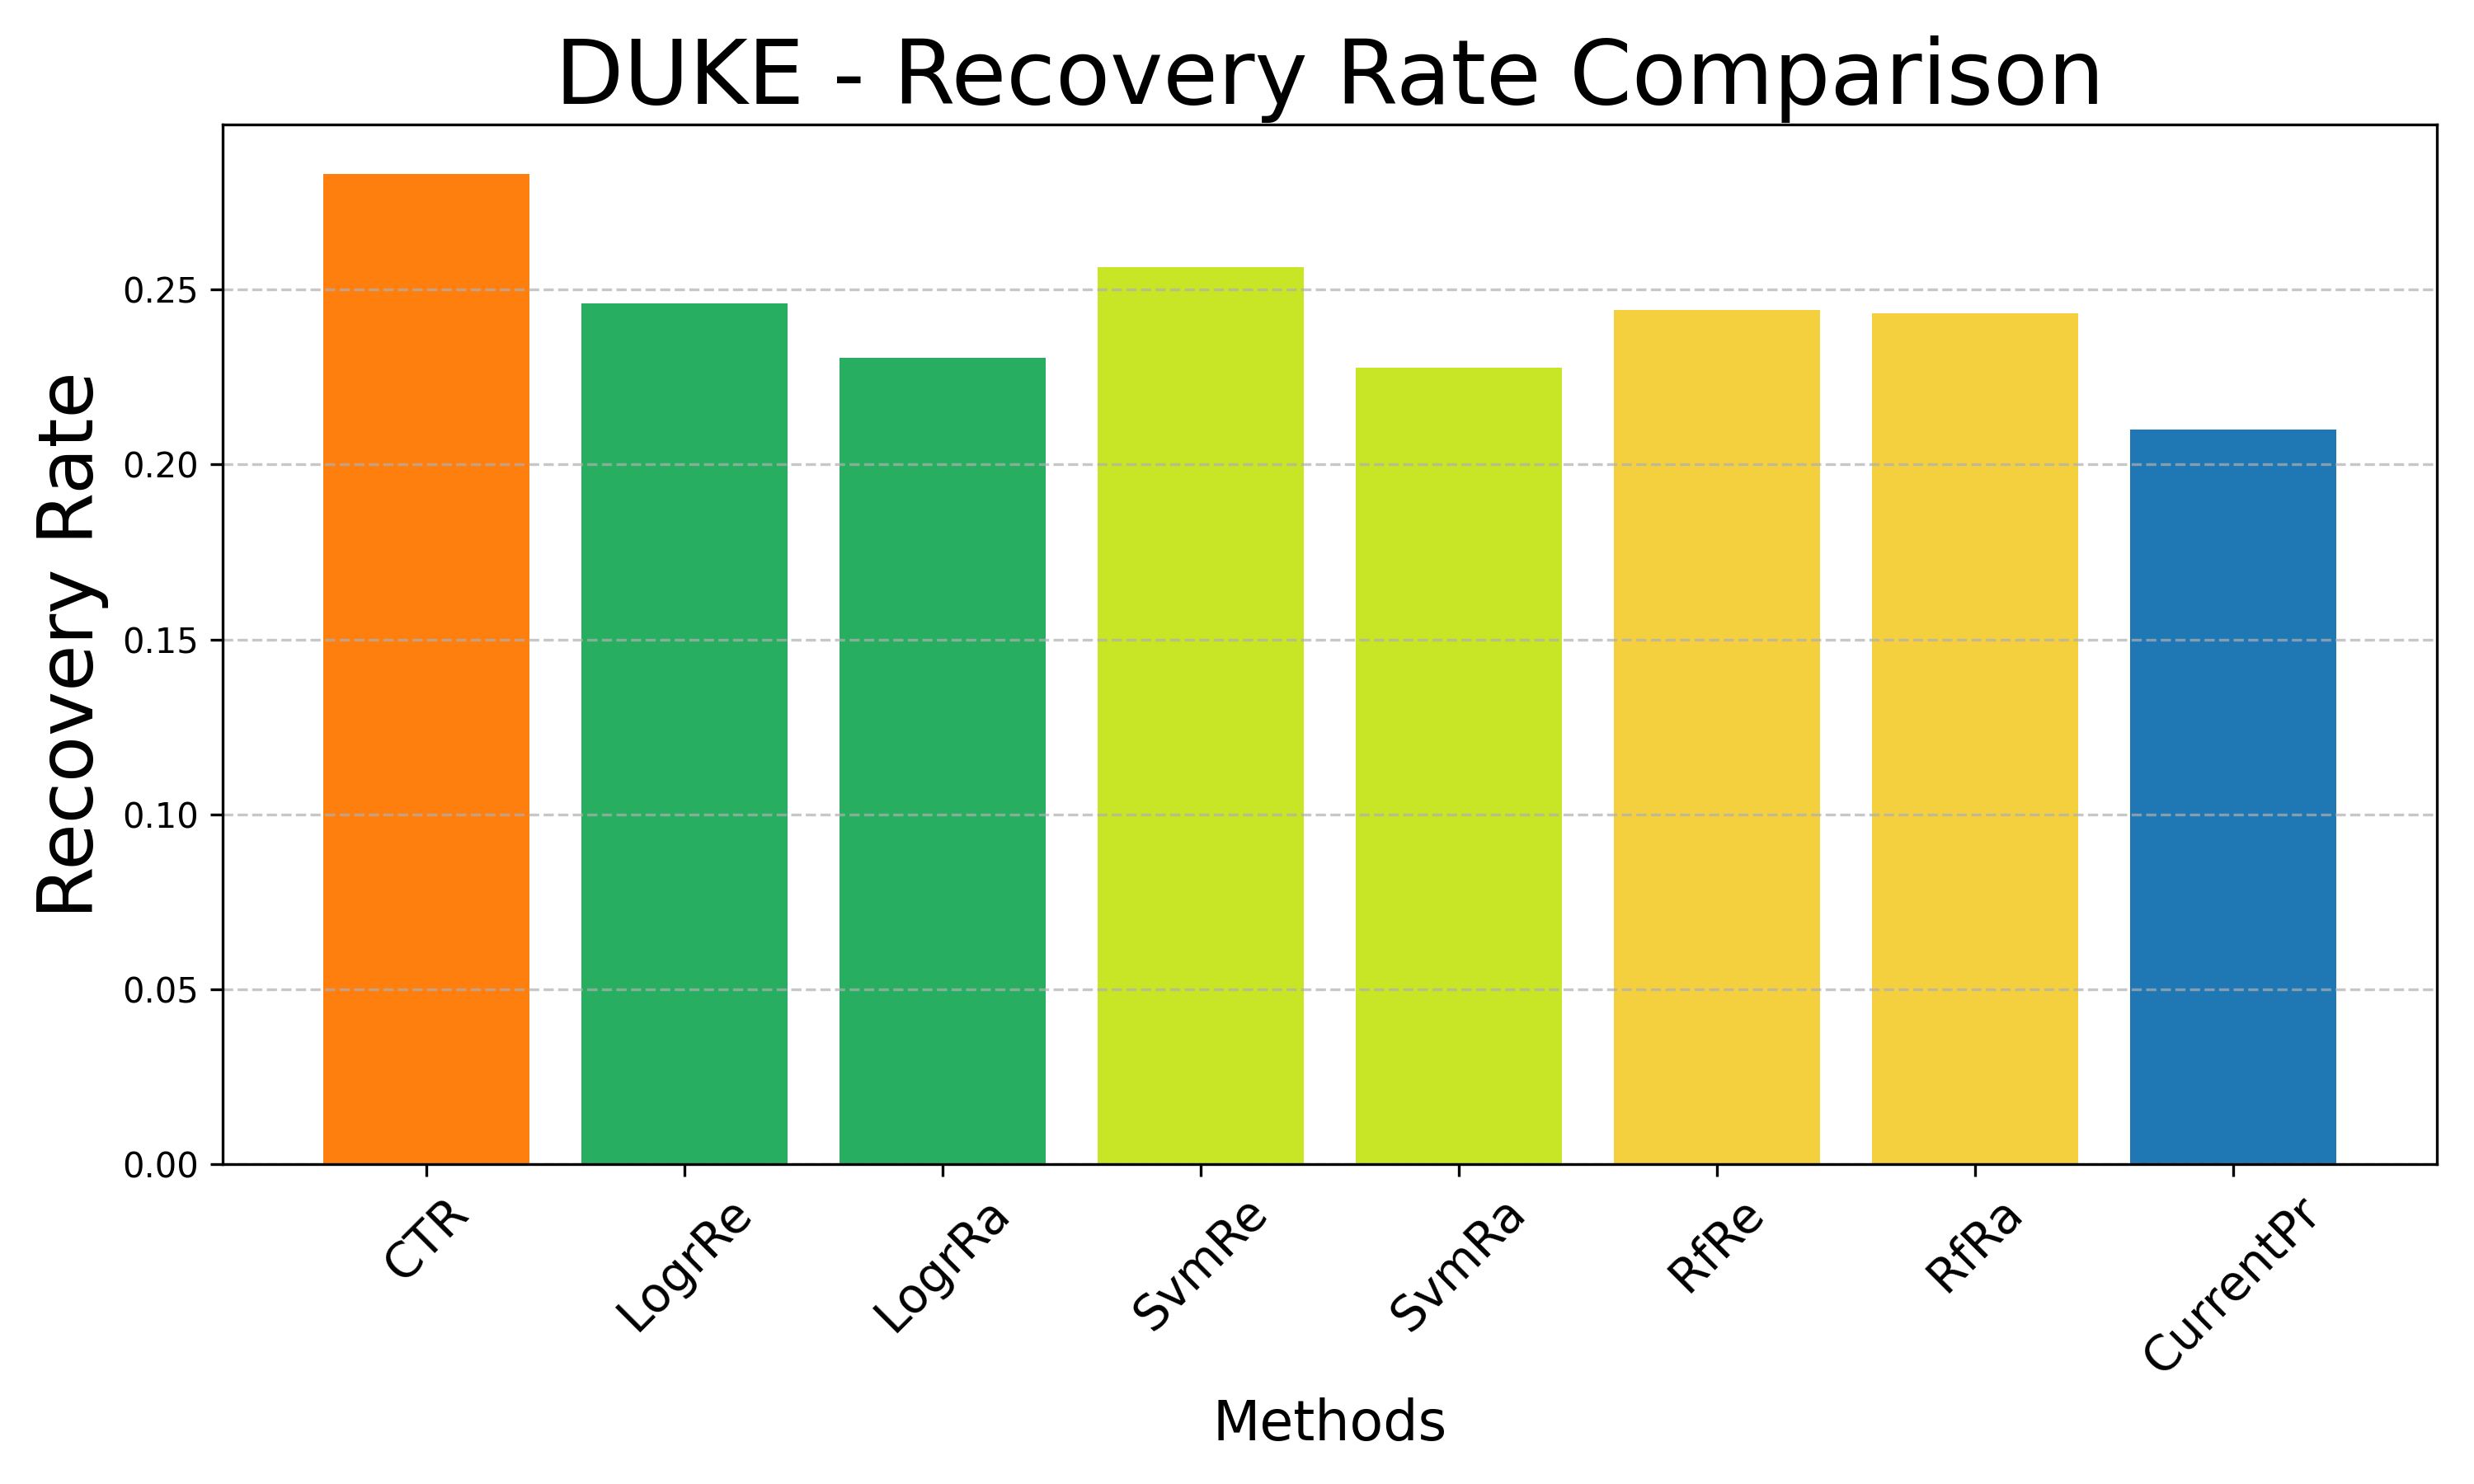 DUKE - Recovery Rate Comparison
Recovery Rate
0.25
0.20
0.15
0.10
0.05
0.00
CTR
LogrRe
LogrRa
SvmRe
SvmRa
RfRe
RfRa
CurrentPr
Methods